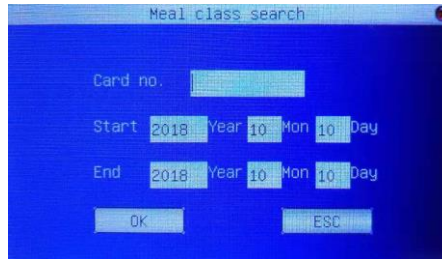 Meal class search
Card no.
Start 2018 Year 10 Mon 10 Day
End 2018 Year 10 Mon 10 Day
OK ESC